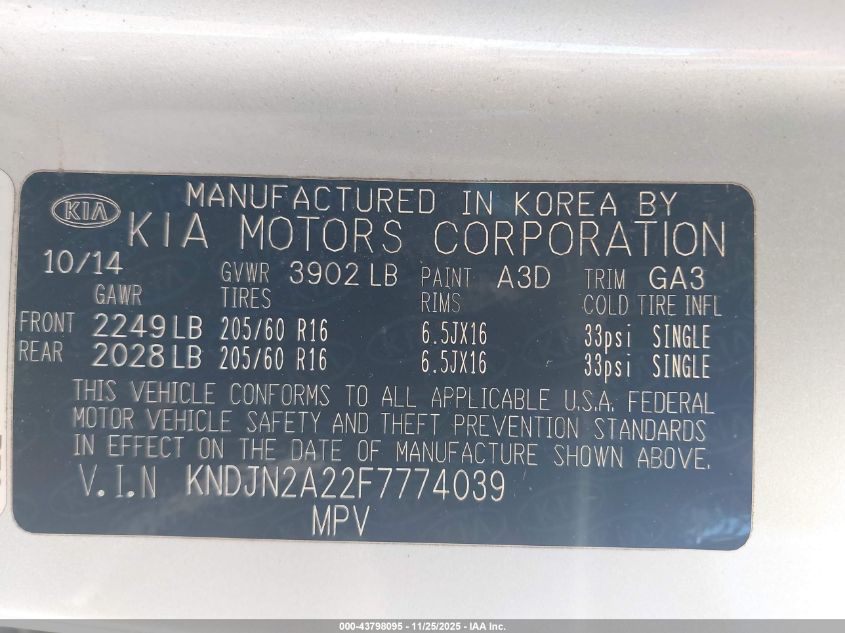 KIA
MANUFACTURED IN KOREA BY
KIA MOTORS CORPORATION
10/14 GVWR 3902 LB PAINT A3D TRIM GA3
GAWR TIRES RIMS COLD TIRE INFL
FRONT 2249 LB 205/60 R16 6.5JX16 33psi SINGLE
REAR 2028 LB 205/60 R16 6.5JX16 33psi SINGLE
THIS VEHICLE CONFORMS TO ALL APPLICABLE U.S.A. FEDERAL
MOTOR VEHICLE SAFETY AND THEFT PREVENTION STANDARDS
IN EFFECT ON THE DATE OF MANUFACTURE SHOWN ABOVE.
V.I.N KNDJN2A22F7774039
MPV
000-43798095 - 11/25/2025 - IAA Inc.